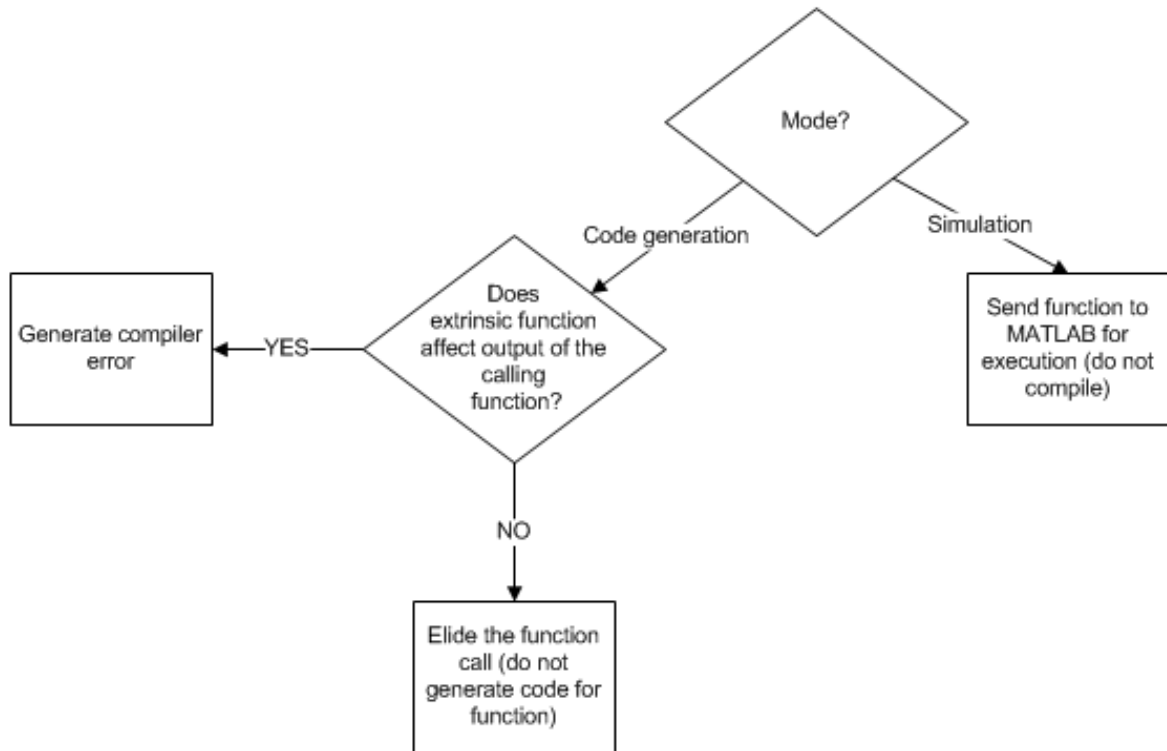 Mode?
Code generation
Simulation
Does
extrinsic function
affect output of the
calling
function?
YES
Generate compiler
error
Send function to
MATLAB for
execution (do not
compile)
NO
Elide the function
call (do not
generate code for
function)